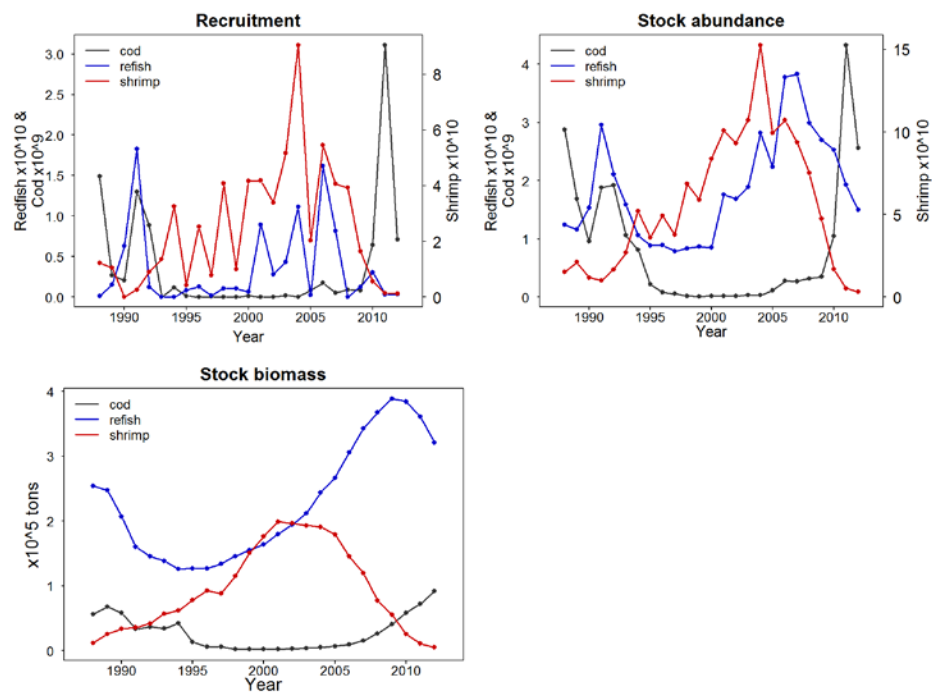 Recruitment
cod
refish
shrimp
Redfish x10^10 &
Cod x10^9
3.0
2.5
2.0
1.5
1.0
0.5
0.0
8
6
4
2
0
Shrimp x10^10
1990
1995
2000
2005
2010
Year
Stock abundance
cod
refish
shrimp
Redfish x10^10 &
Cod x10^9
4
3
2
1
0
15
10
5
0
Shrimp x10^10
1990
1995
2000
2005
2010
Year
Stock biomass
cod
refish
shrimp
x10^5 tons
4
3
2
1
0
1990
1995
2000
2005
2010
Year